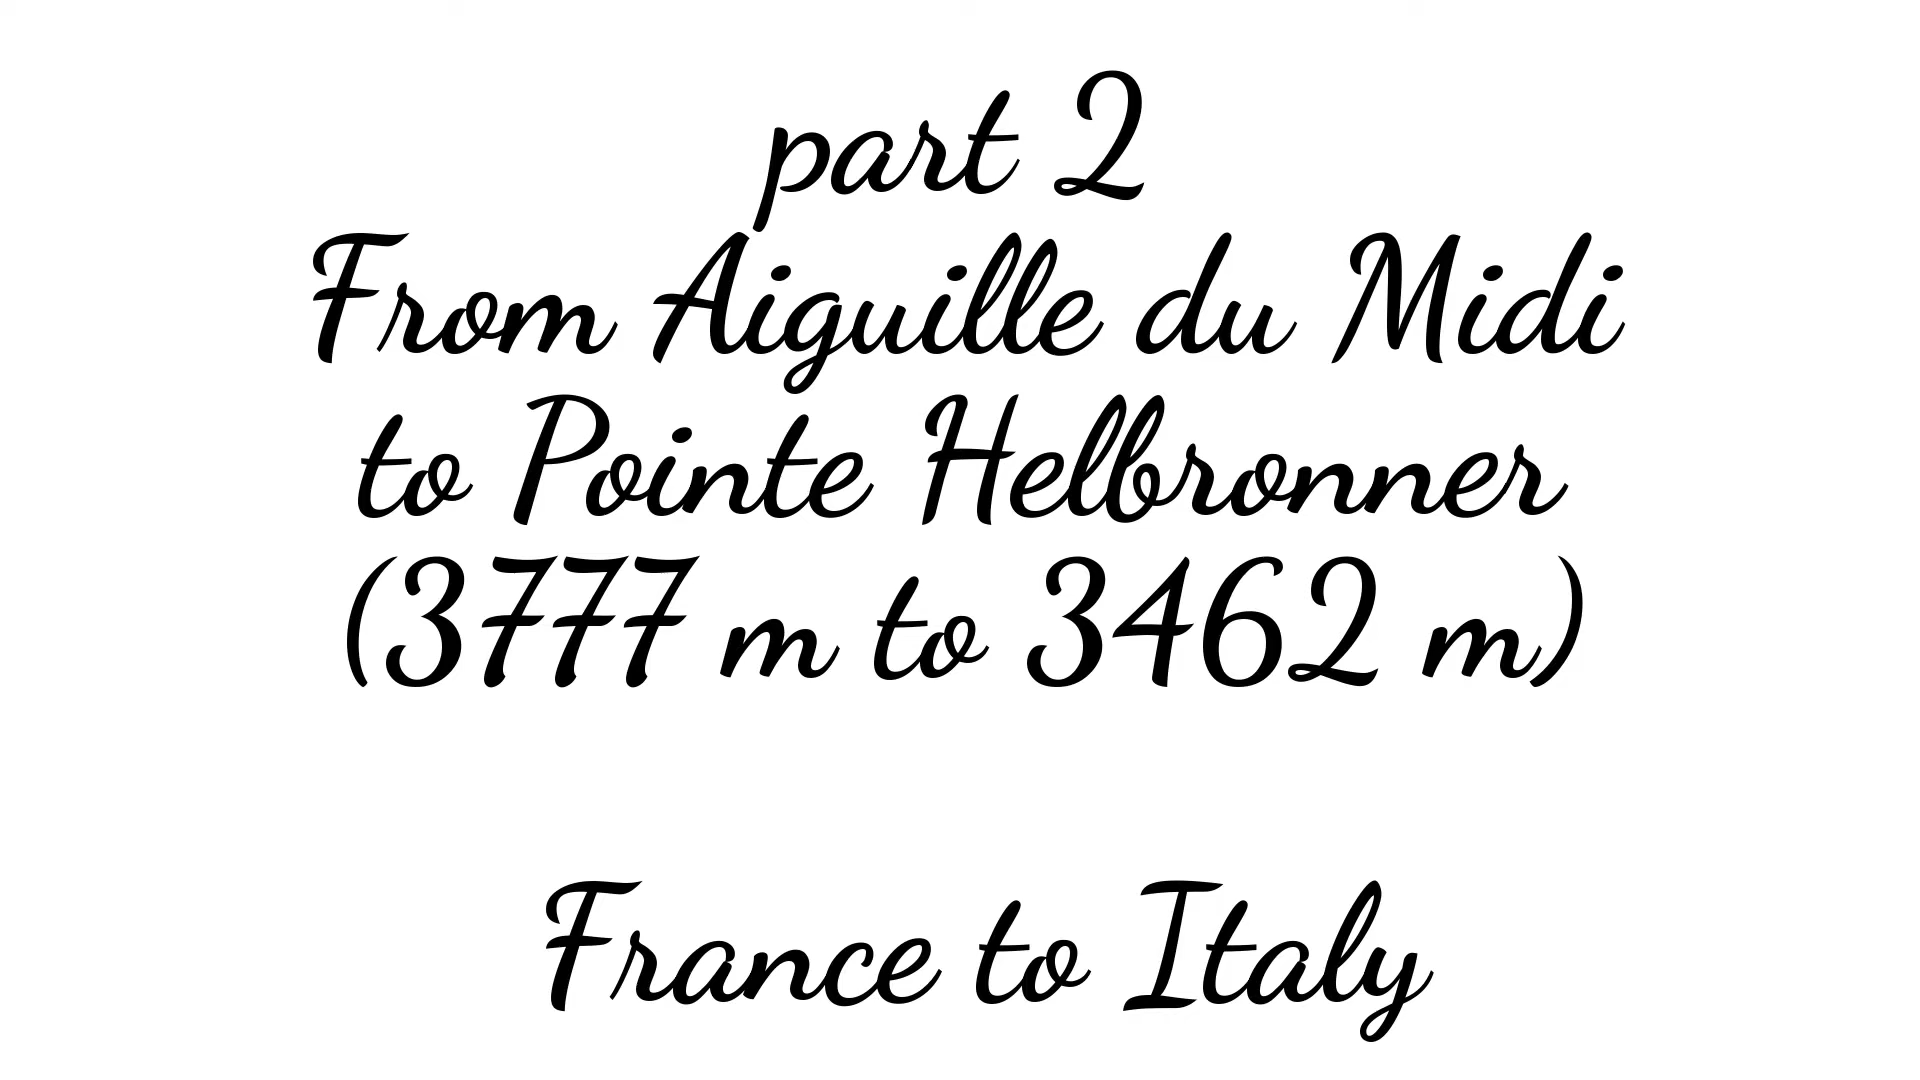 part 2
From Aiguille du Midi
to Pointe Helbronner
(3777 m to 3462 m)
France to Italy